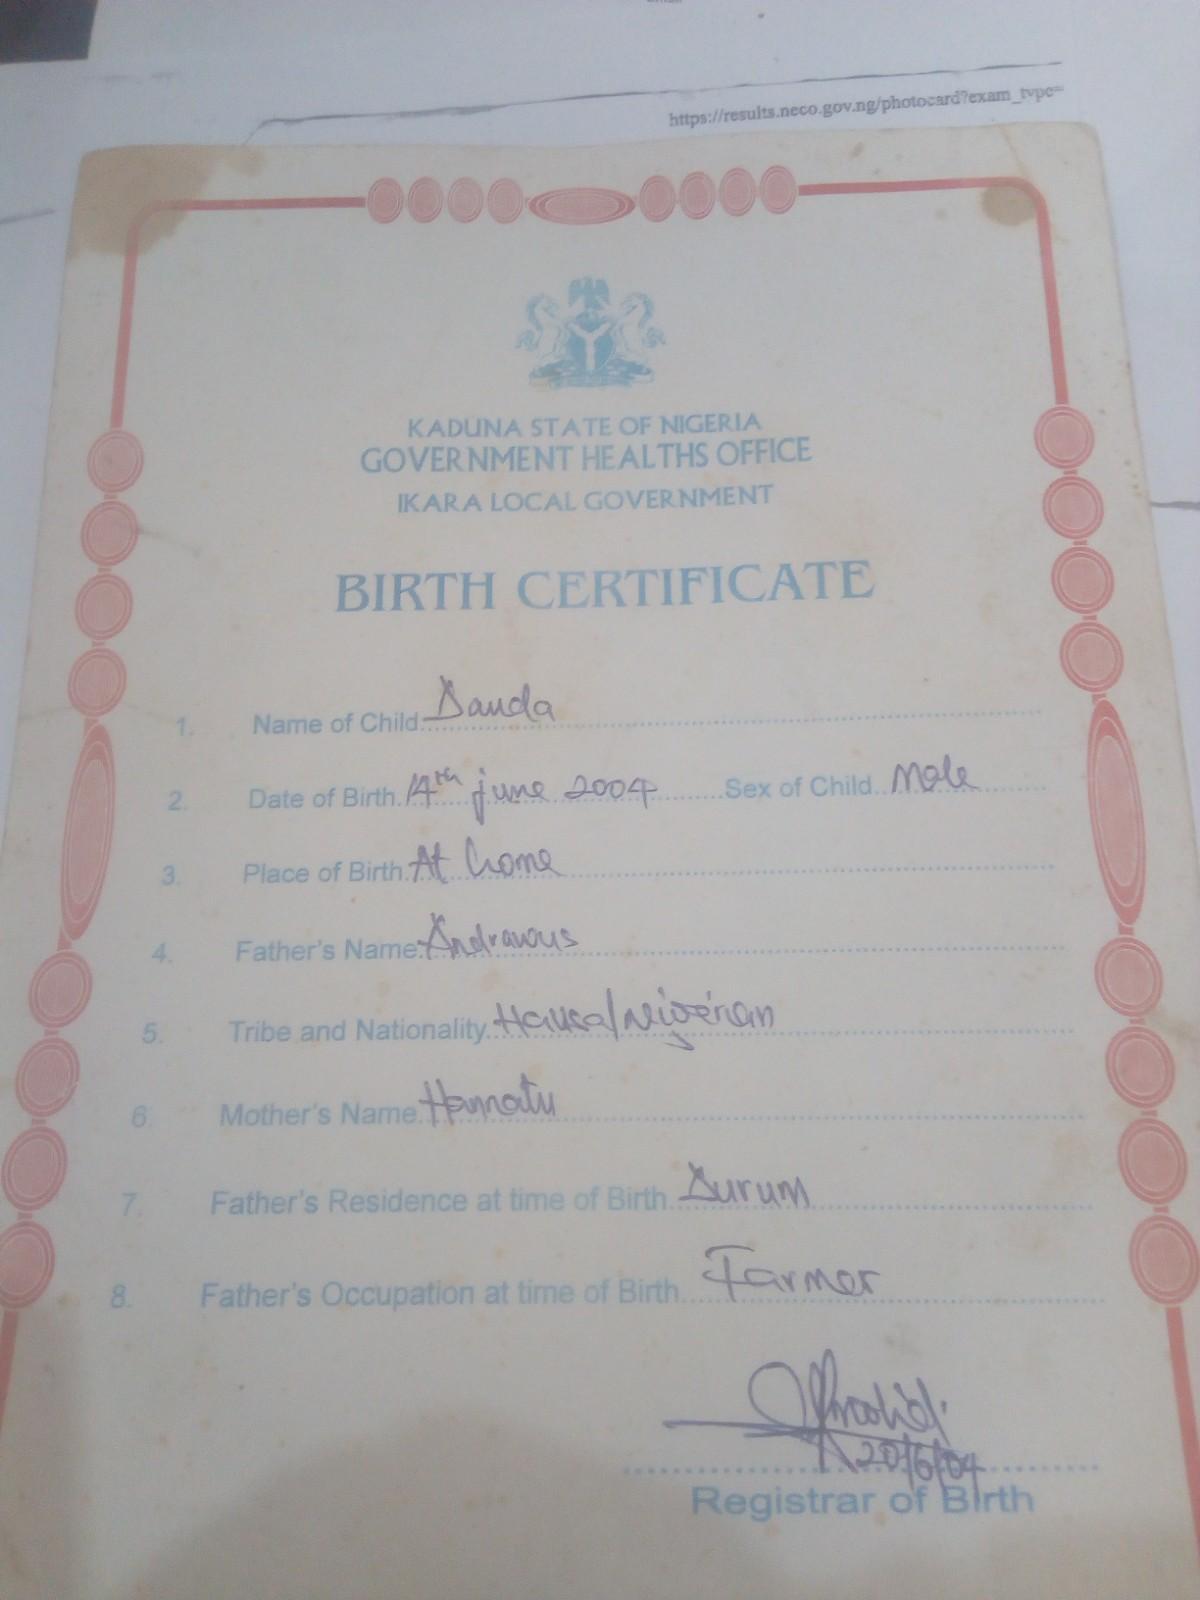 https://results.neco.gov.ng/photocard?exam_type=
KADUNA STATE OF NIGERIA
GOVERNMENT HEALTHS OFFICE
IKARA LOCAL GOVERNMENT
BIRTH CERTIFICATE
1. Name of Child Dauda
2. Date of Birth 14th june 2004 Sex of Child Male
3. Place of Birth At home
4. Father's Name Andrawus
5. Tribe and Nationality Hausa/Nigerian
6. Mother's Name Hannatu
7. Father's Residence at time of Birth Durum
8. Father's Occupation at time of Birth Farmer
20/6/04
Registrar of Birth